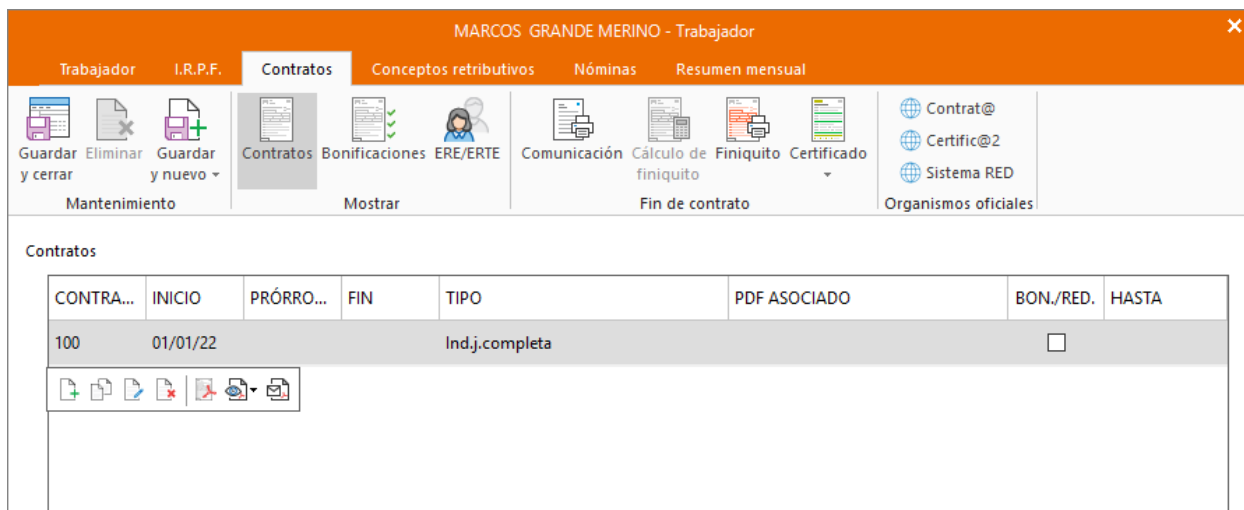 MARCOS GRANDE MERINO - Trabajador
Trabajador I.R.P.F. Contratos Conceptos retributivos Nóminas Resumen mensual
Guardar y cerrar
Eliminar
Guardar y nuevo
Contratos
Bonificaciones
ERE/ERTE
Comunicación
Cálculo de finiquito
Finiquito
Certificado
Contrat@
Certific@2
Sistema RED
Mantenimiento Mostrar Fin de contrato Organismos oficiales
Contratos
CONTRA... INICIO PRÓRRO... FIN TIPO PDF ASOCIADO BON./RED. HASTA
100 01/01/22 Ind.j.completa